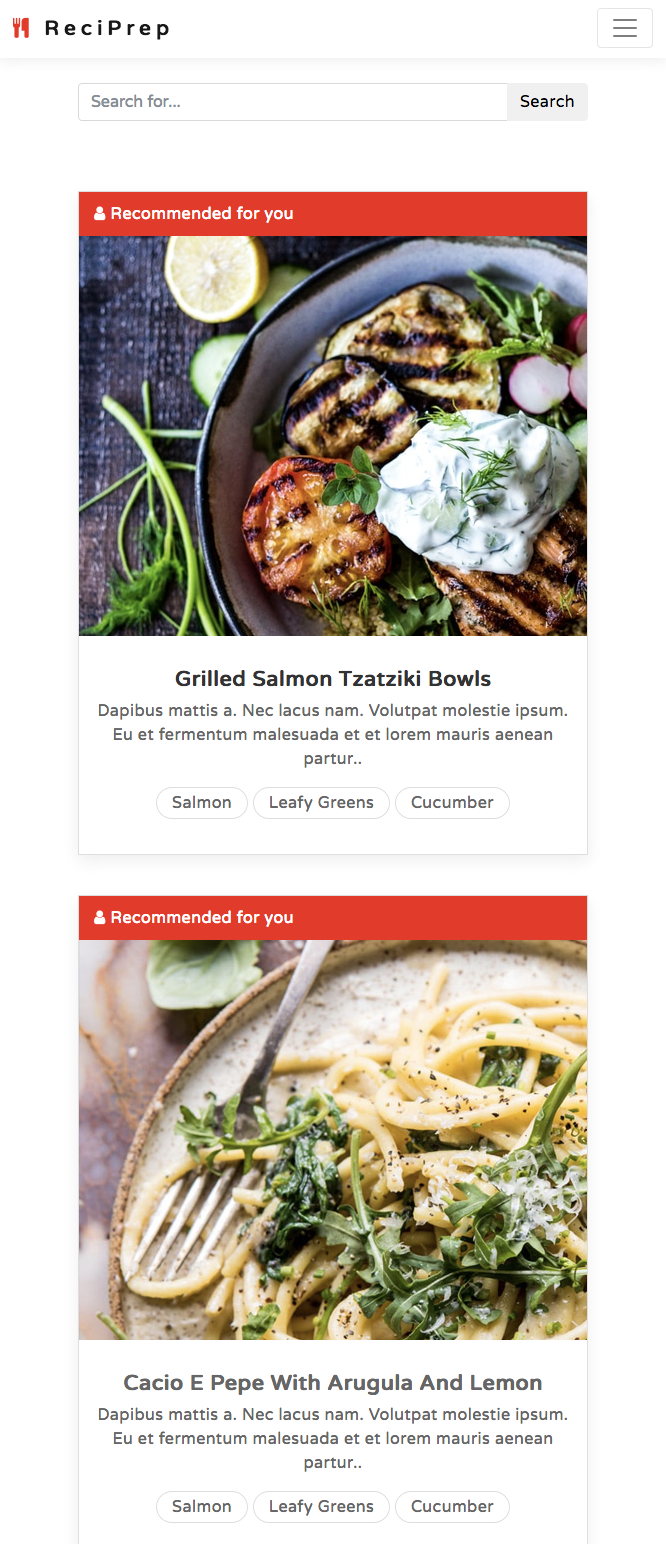 ReciPrep
Search for...
Search
Recommended for you
Grilled Salmon Tzatziki Bowls
Dapibus mattis a. Nec lacus nam. Volutpat molestie ipsum.
Eu et fermentum malesuada et et lorem mauris aenean
partur..
Salmon
Leafy Greens
Cucumber
Recommended for you
Cacio E Pepe With Arugula And Lemon
Dapibus mattis a. Nec lacus nam. Volutpat molestie ipsum.
Eu et fermentum malesuada et et lorem mauris aenean
partur..
Salmon
Leafy Greens
Cucumber